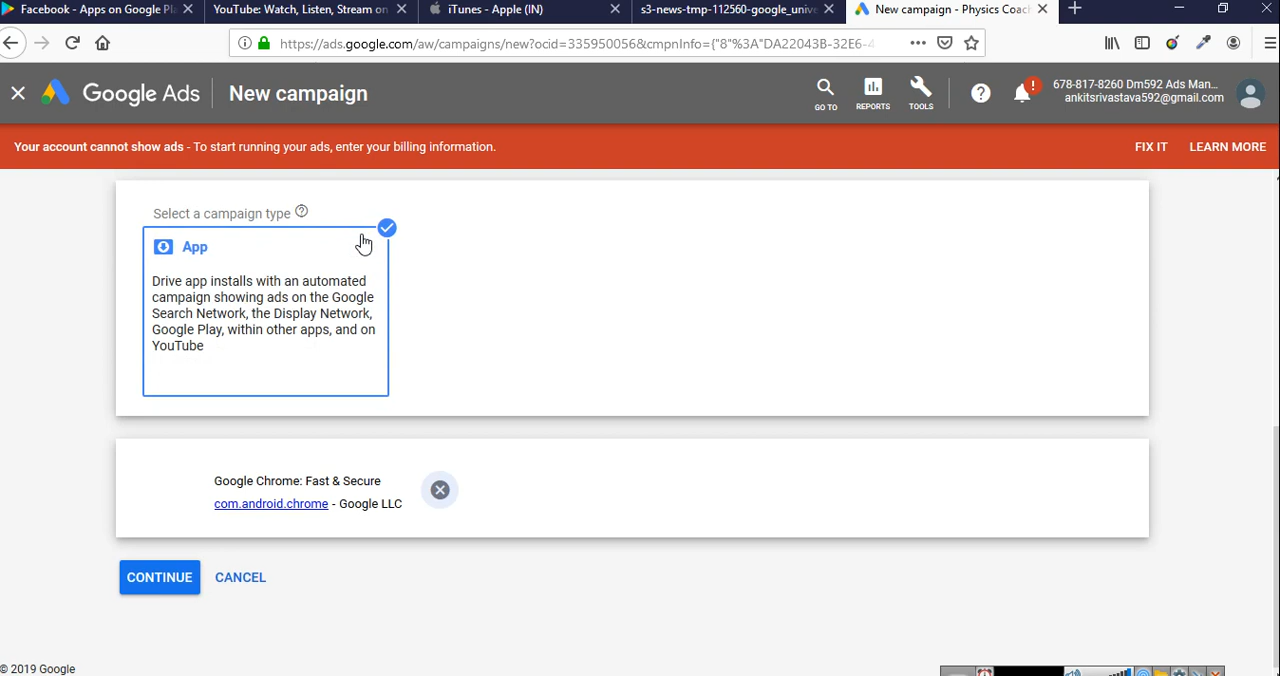 Facebook - Apps on Google Pla
YouTube: Watch, Listen, Stream on
iTunes - Apple (IN)
s3-news-tmp-112560-google_unive
New campaign - Physics Coach
https://ads.google.com/aw/campaigns/new?ocid=335950056&cmpnInfo={"8"%3A"DA22043B-32E6-4
Google Ads
New campaign
GO TO
REPORTS
TOOLS
678-817-8260 Dm592 Ads Man...
ankitsrivastava592@gmail.com
Your account cannot show ads - To start running your ads, enter your billing information.
FIX IT
LEARN MORE
Select a campaign type
App
Drive app installs with an automated
campaign showing ads on the Google
Search Network, the Display Network,
Google Play, within other apps, and on
YouTube
Google Chrome: Fast & Secure
com.android.chrome - Google LLC
CONTINUE
CANCEL
© 2019 Google